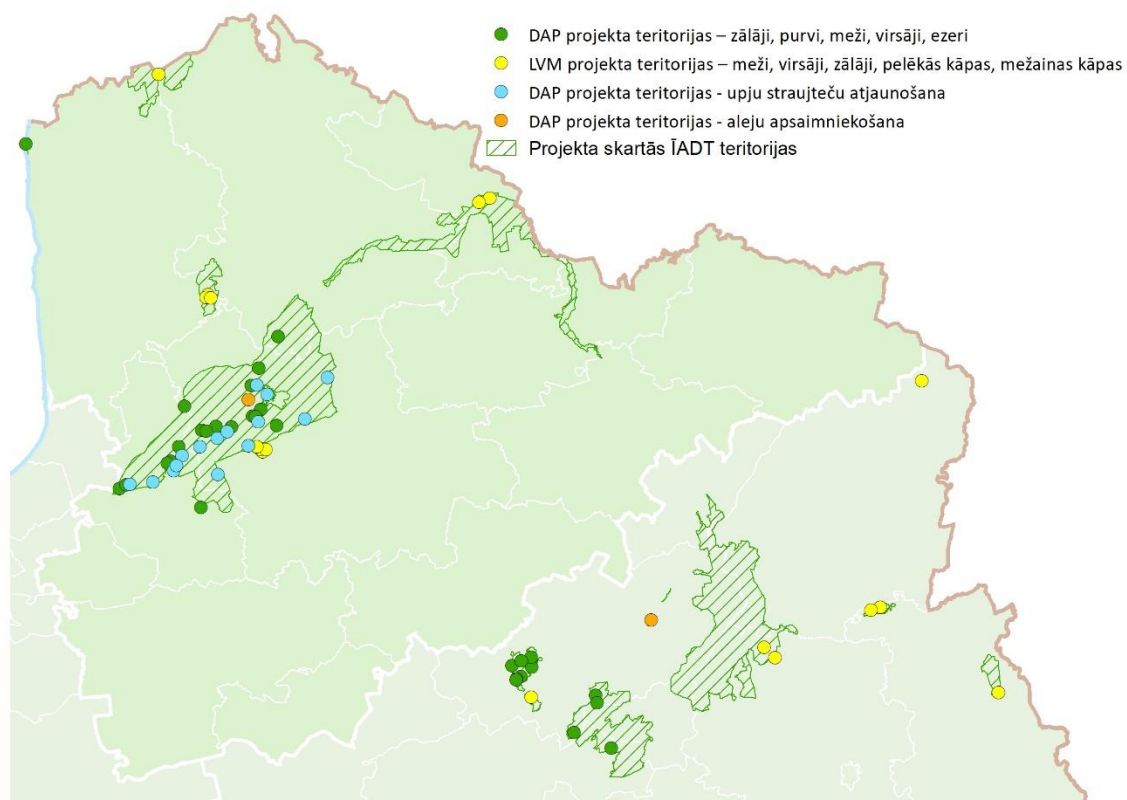 DAP projekta teritorijas – zālāji, purvi, meži, virsāji, ezeri
LVM projekta teritorijas – meži, virsāji, zālāji, pelēkās kāpas, mežainas kāpas
DAP projekta teritorijas - upju straujteču atjaunošana
DAP projekta teritorijas - aleju apsaimniekošana
Projekta skartās ĪADT teritorijas